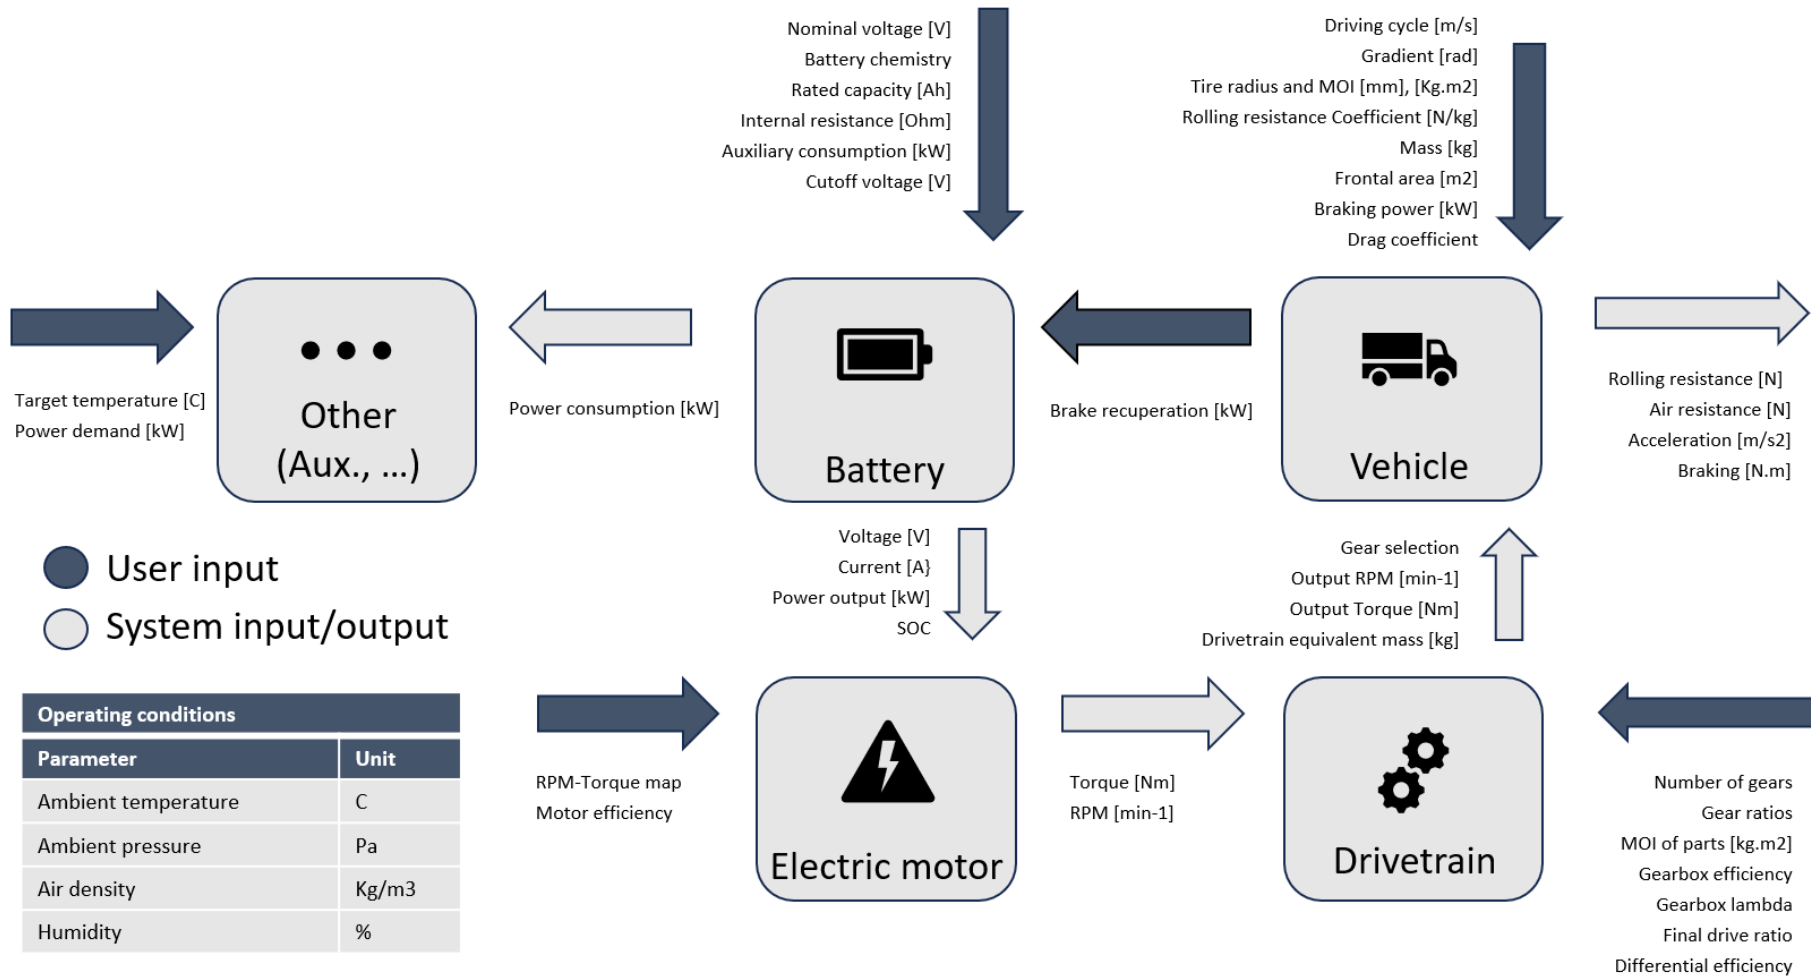 Nominal voltage [V]
Battery chemistry
Rated capacity [Ah]
Internal resistance [Ohm]
Auxiliary consumption [kW]
Cutoff voltage [V]
Driving cycle [m/s]
Gradient [rad]
Tire radius and MOI [mm], [Kg.m2]
Rolling resistance Coefficient [N/kg]
Mass [kg]
Frontal area [m2]
Braking power [kW]
Drag coefficient
Target temperature [C]
Power demand [kW]
Other
(Aux., ...)
Power consumption [kW]
Battery
Brake recuperation [kW]
Vehicle
Rolling resistance [N]
Air resistance [N]
Acceleration [m/s2]
Braking [N.m]
User input
System input/output
Voltage [V]
Current [A}
Power output [kW]
SOC
Gear selection
Output RPM [min-1]
Output Torque [Nm]
Drivetrain equivalent mass [kg]
Operating conditions
Parameter Unit
Ambient temperature C
Ambient pressure Pa
Air density Kg/m3
Humidity %
RPM-Torque map
Motor efficiency
Electric motor
Torque [Nm]
RPM [min-1]
Drivetrain
Number of gears
Gear ratios
MOI of parts [kg.m2]
Gearbox efficiency
Gearbox lambda
Final drive ratio
Differential efficiency